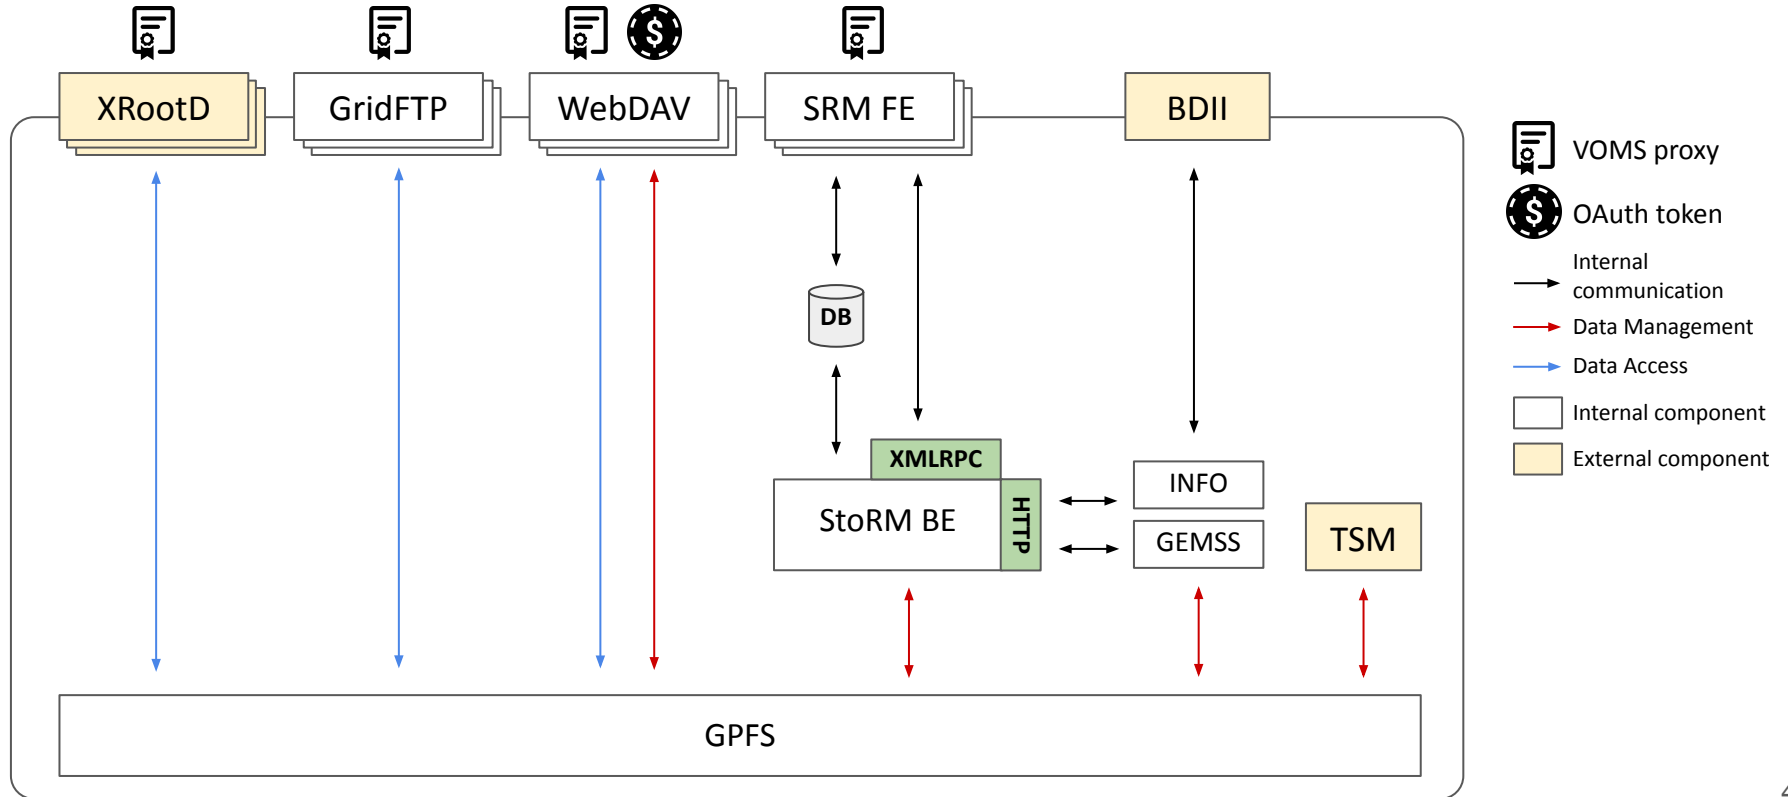 XRootD
GridFTP
WebDAV
SRM FE
BDII
VOMS proxy
OAuth token
Internal
communication
Data Management
Data Access
Internal component
External component
DB
XMLRPC
StoRM BE
HTTP
INFO
GEMSS
TSM
GPFS